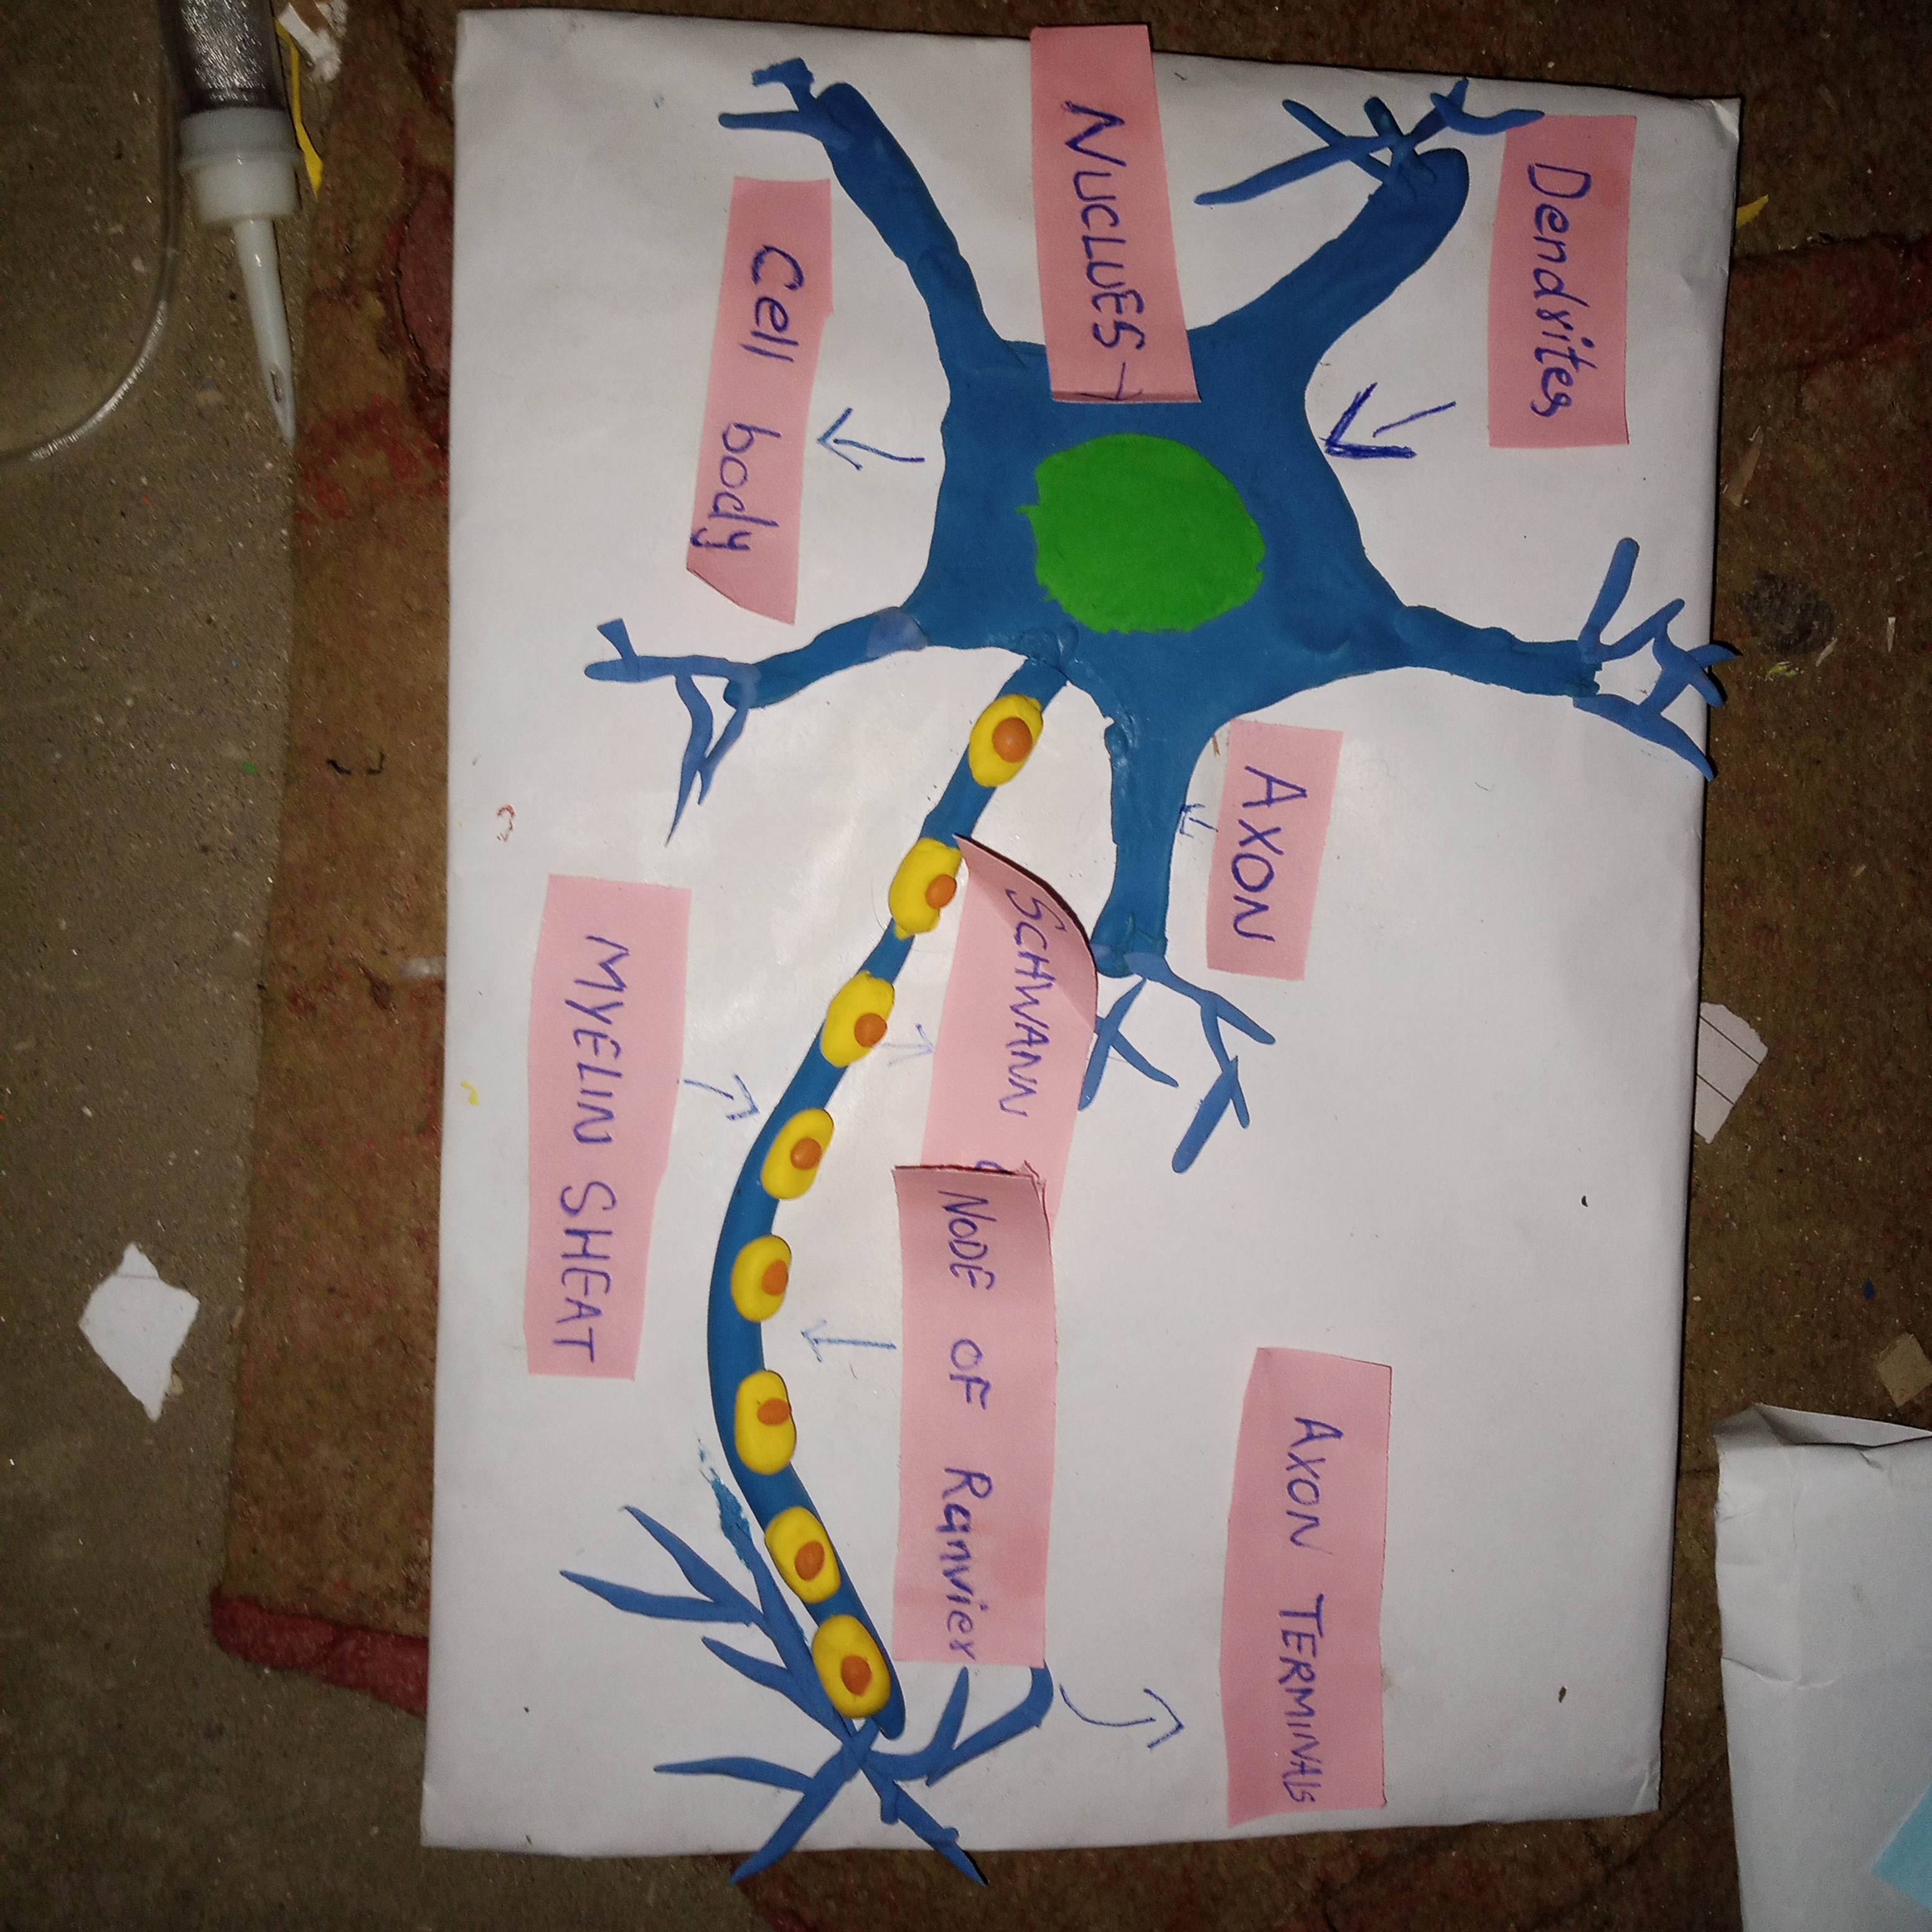 Dendrites
NUCLUES
Cell body
AXON
SCHWANN
NODE OF Ranvier
MYELIN SHEAT
AXON TERMINALS